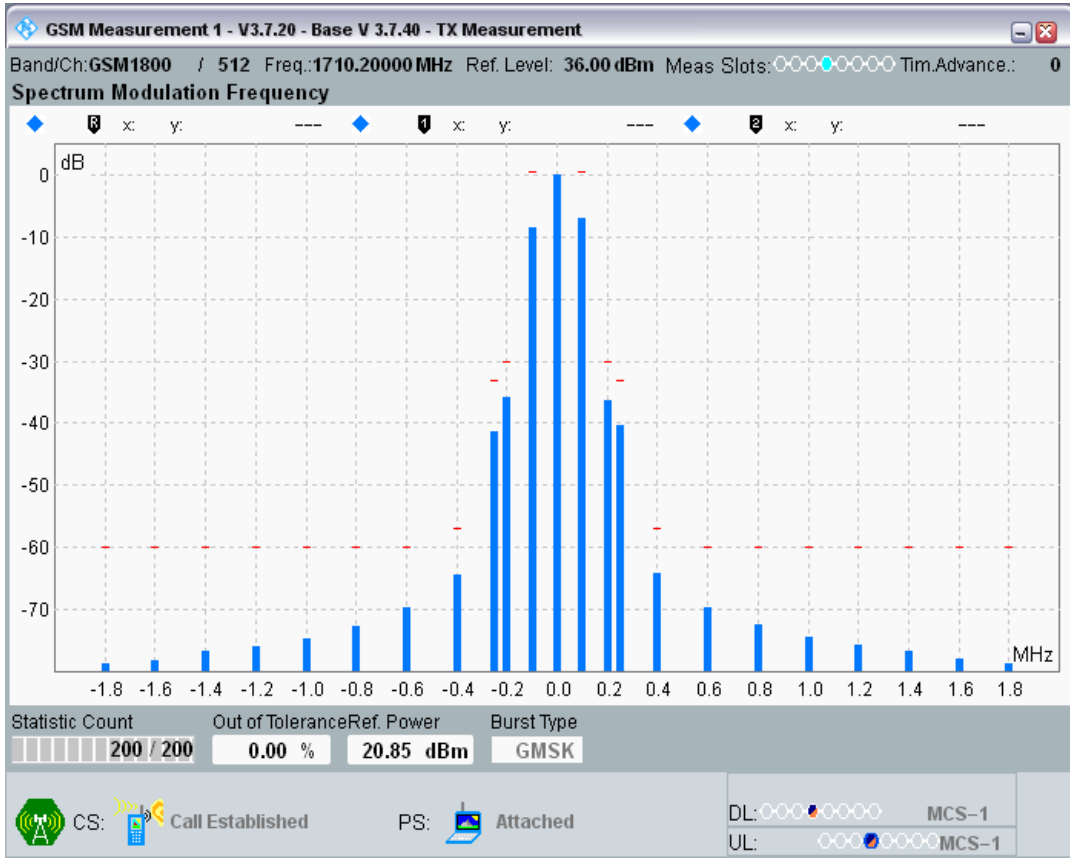 GSM Measurement 1 - V3.7.20 - Base V 3.7.40 - TX Measurement
Band/Ch:GSM1800 / 512 Freq.:1710.20000 MHz Ref. Level: 36.00 dBm Meas Slots: Tim.Advance.: 0
Spectrum Modulation Frequency
R x: y: --- 1 x: y: --- 2 x: y: ---
dB
0
-10
-20
-30
-40
-50
-60
-70
MHz
-1.8 -1.6 -1.4 -1.2 -1.0 -0.8 -0.6 -0.4 -0.2 0.0 0.2 0.4 0.6 0.8 1.0 1.2 1.4 1.6 1.8
Statistic Count Out of Tolerance Ref. Power Burst Type
200 / 200 0.00 % 20.85 dBm GMSK
CS: Call Established PS: Attached
DL: MCS-1
UL: MCS-1